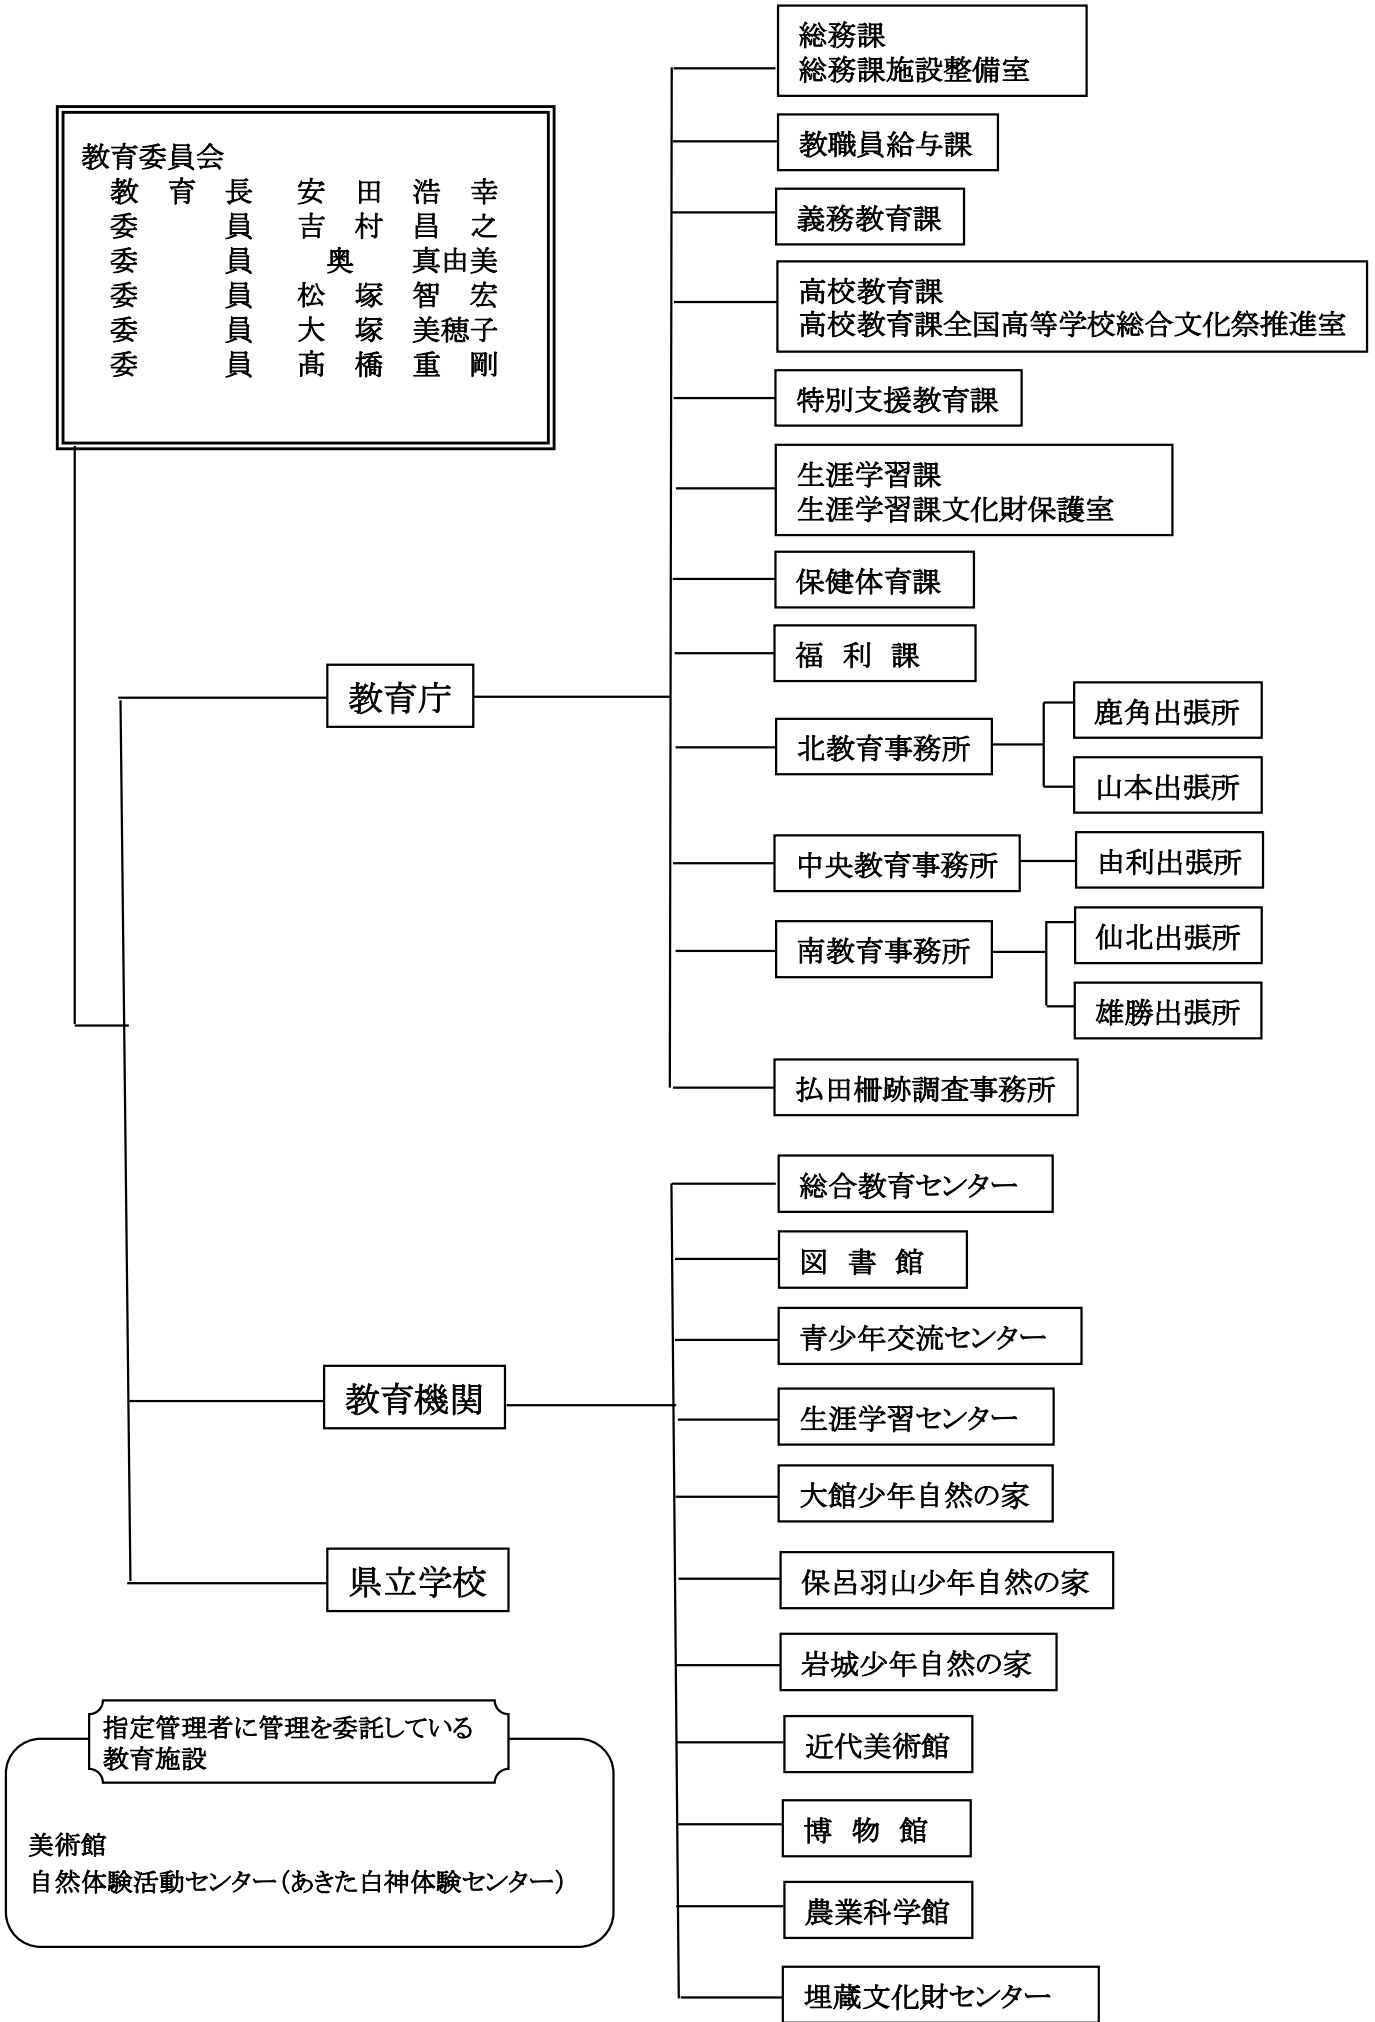 教育委員会
教　育　長　安　田　浩　幸
委　　　員　吉　村　昌　之
委　　　員　　奥　　真由美
委　　　員　松　塚　智　宏
委　　　員　大　塚　美穂子
委　　　員　髙　橋　重　剛
教育庁
総務課
総務課施設整備室
教職員給与課
義務教育課
高校教育課
高校教育課全国高等学校総合文化祭推進室
特別支援教育課
生涯学習課
生涯学習課文化財保護室
保健体育課
福　利　課
北教育事務所
鹿角出張所
山本出張所
中央教育事務所
由利出張所
南教育事務所
仙北出張所
雄勝出張所
払田柵跡調査事務所
教育機関
総合教育センター
図　書　館
青少年交流センター
生涯学習センター
大館少年自然の家
保呂羽山少年自然の家
岩城少年自然の家
近代美術館
博　物　館
農業科学館
埋蔵文化財センター
県立学校
指定管理者に管理を委託している
教育施設
美術館
自然体験活動センター（あきた白神体験センター）